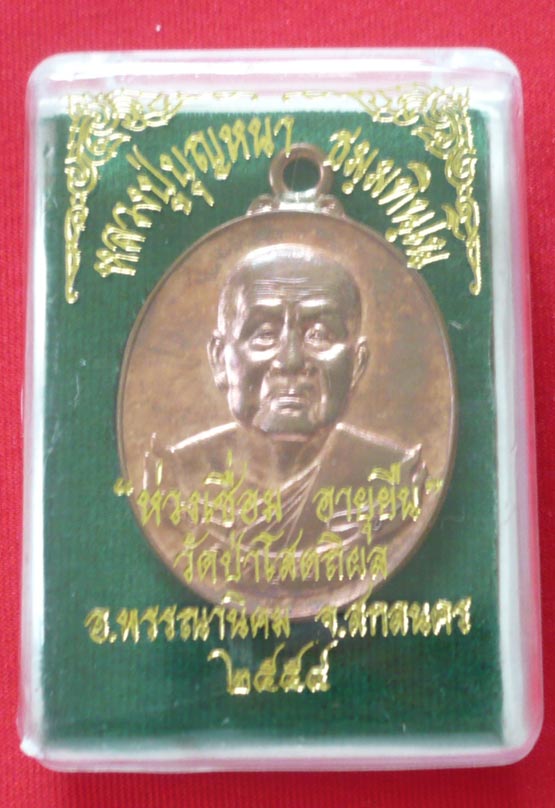 หลวงปู่บุญหนา ธมฺมทินฺโน
"ห่วงเชื่อม อายุยืน"
วัดป่าโสตถิผล
อ.พรรณานิคม จ.สกลนคร
๒๕๕๔